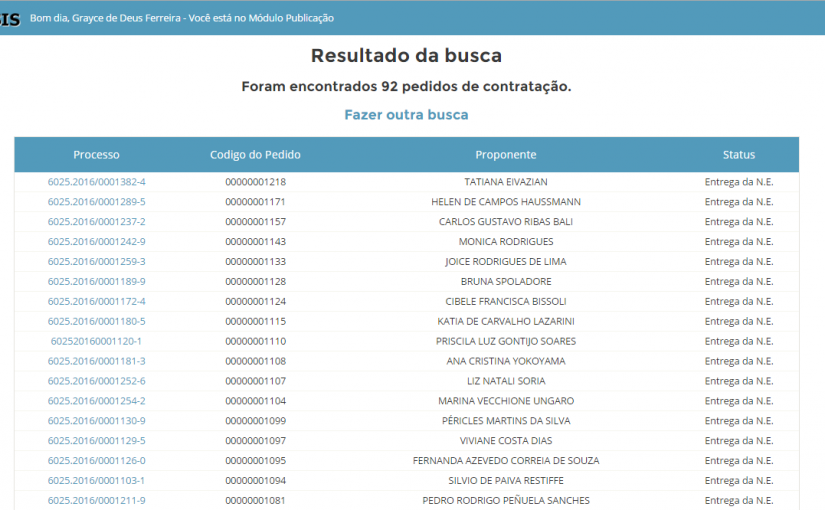 SIS Bom dia, Grayce de Deus Ferreira - Você está no Módulo Publicação
Resultado da busca
Foram encontrados 92 pedidos de contratação.
Fazer outra busca
Processo Codigo do Pedido Proponente Status
6025.2016/0001382-4 00000001218 TATIANA EIVAZIAN Entrega da N.E.
6025.2016/0001289-5 00000001171 HELEN DE CAMPOS HAUSSMANN Entrega da N.E.
6025.2016/0001237-2 00000001157 CARLOS GUSTAVO RIBAS BALI Entrega da N.E.
6025.2016/0001242-9 00000001143 MONICA RODRIGUES Entrega da N.E.
6025.2016/0001259-3 00000001133 JOICE RODRIGUES DE LIMA Entrega da N.E.
6025.2016/0001189-9 00000001128 BRUNA SPOLADORE Entrega da N.E.
6025.2016/0001172-4 00000001124 CIBELE FRANCISCA BISSOLI Entrega da N.E.
6025.2016/0001180-5 00000001115 KATIA DE CARVALHO LAZARINI Entrega da N.E.
602520160001120-1 00000001110 PRISCILA LUZ GONTIJO SOARES Entrega da N.E.
6025.2016/0001181-3 00000001108 ANA CRISTINA YOKOYAMA Entrega da N.E.
6025.2016/0001252-6 00000001107 LIZ NATALI SORIA Entrega da N.E.
6025.2016/0001254-2 00000001104 MARINA VECCHIONE UNGARO Entrega da N.E.
6025.2016/0001130-9 00000001099 PÉRICLES MARTINS DA SILVA Entrega da N.E.
6025.2016/0001129-5 00000001097 VIVIANE COSTA DIAS Entrega da N.E.
6025.2016/0001126-0 00000001095 FERNANDA AZEVEDO CORREIA DE SOUZA Entrega da N.E.
6025.2016/0001103-1 00000001094 SILVIO DE PAIVA RESTIFFE Entrega da N.E.
6025.2016/0001211-9 00000001081 PEDRO RODRIGO PEÑUELA SANCHES Entrega da N.E.